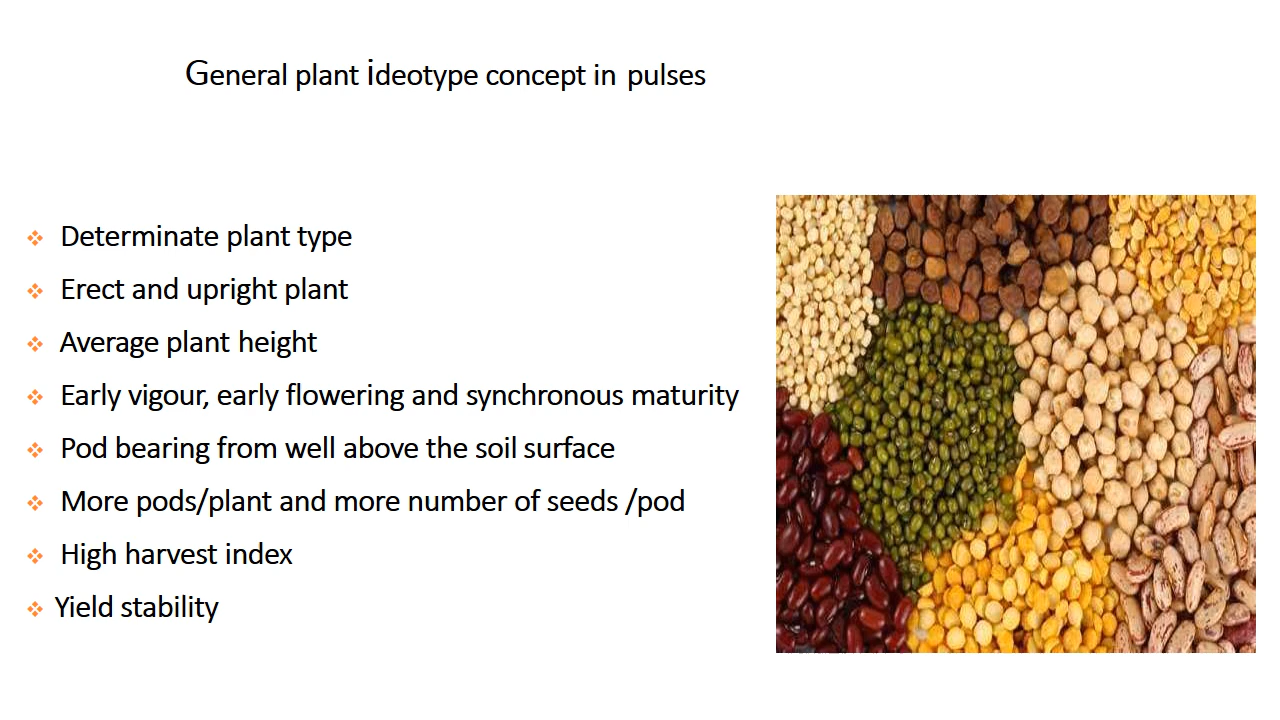 General plant ideotype concept in pulses
Determinate plant type
Erect and upright plant
Average plant height
Early vigour, early flowering and synchronous maturity
Pod bearing from well above the soil surface
More pods/plant and more number of seeds /pod
High harvest index
Yield stability